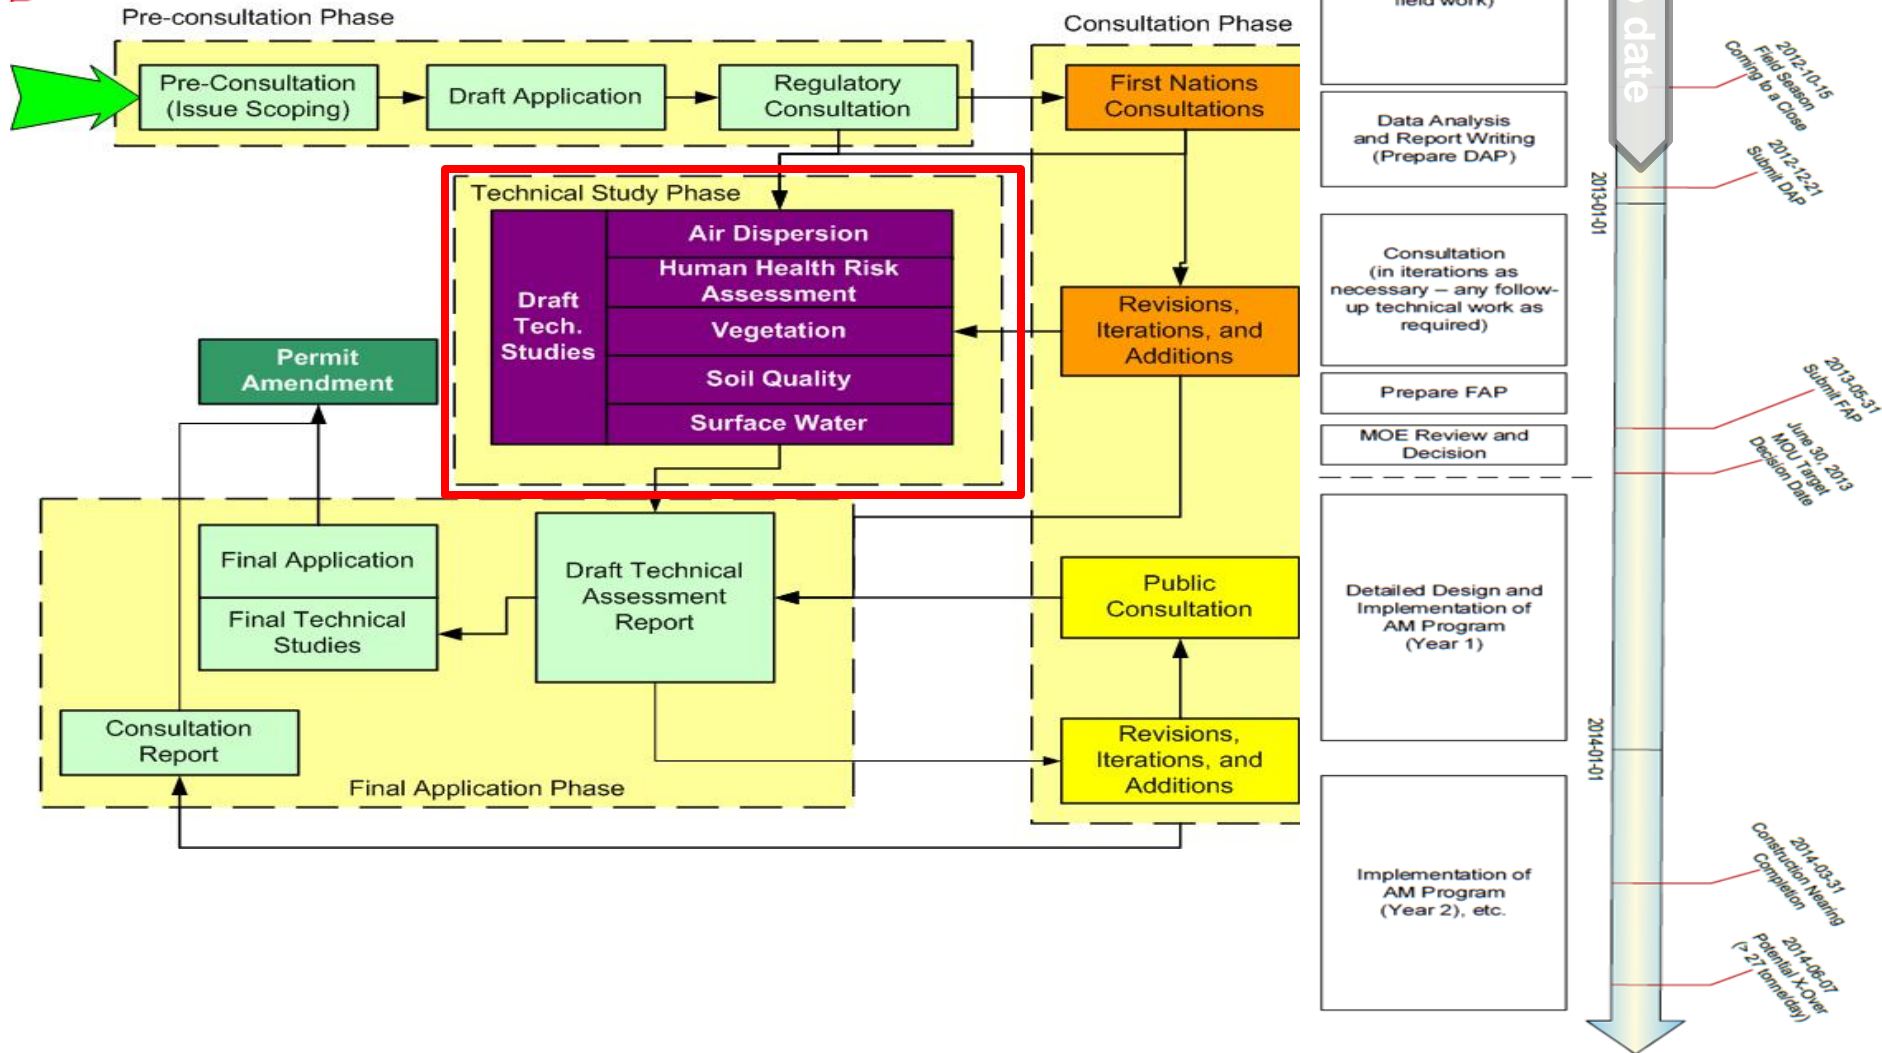 Pre-consultation Phase
Consultation Phase
Pre-Consultation
(Issue Scoping)
Draft Application
Regulatory
Consultation
First Nations
Consultations
Technical Study Phase
Draft
Tech.
Studies
Air Dispersion
Human Health Risk
Assessment
Vegetation
Soil Quality
Surface Water
Revisions,
Iterations, and
Additions
Permit
Amendment
Final Application
Final Technical
Studies
Draft Technical
Assessment
Report
Public
Consultation
Consultation
Report
Revisions,
Iterations, and
Additions
Final Application Phase
field work)
Data Analysis
and Report Writing
(Prepare DAP)
Consultation
(in iterations as
necessary – any follow-
up technical work as
required)
Prepare FAP
MOE Review and
Decision
Detailed Design and
Implementation of
AM Program
(Year 1)
Implementation of
AM Program
(Year 2), etc.
date
2013-01-01
2014-01-01
2012-10-15
Field Season
Coming to a Close
2012-12-21
Submit DAP
2013-05-31
Submit FAP
June 30, 2013
MOU Target
Decision Date
2014-03-31
Construction Nearing
Completion
2014-06-07
Potential X-Over
(> 27 tonne/day)